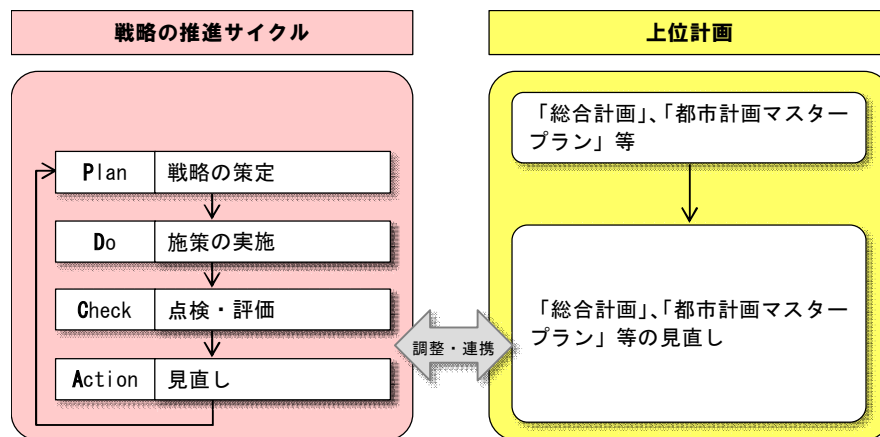 戦略の推進サイクル
Plan 戦略の策定
Do 施策の実施
Check 点検・評価
Action 見直し
調整・連携
上位計画
「総合計画」、「都市計画マスター
プラン」等
「総合計画」、「都市計画マスター
プラン」等の見直し